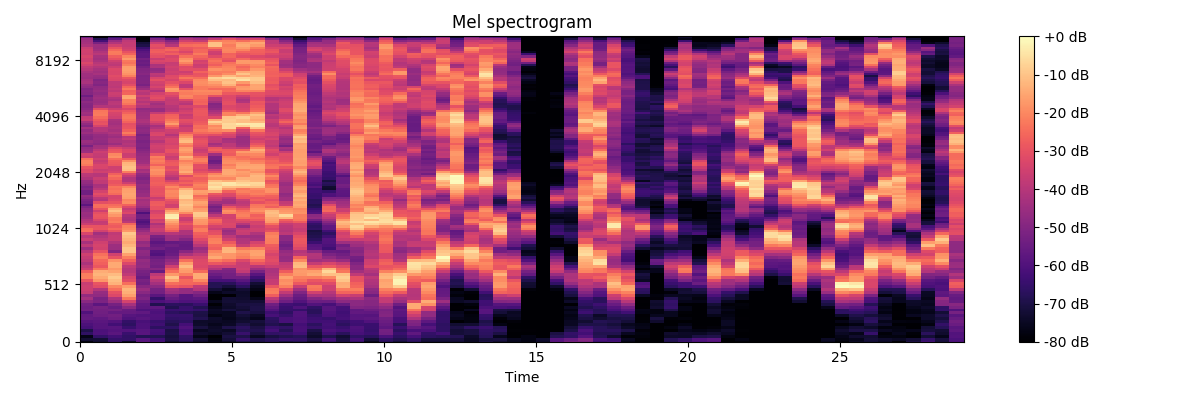 Mel spectrogram
8192
4096
2048
1024
512
0
Hz
0 5 10 15 20 25
Time
+0 dB
-10 dB
-20 dB
-30 dB
-40 dB
-50 dB
-60 dB
-70 dB
-80 dB